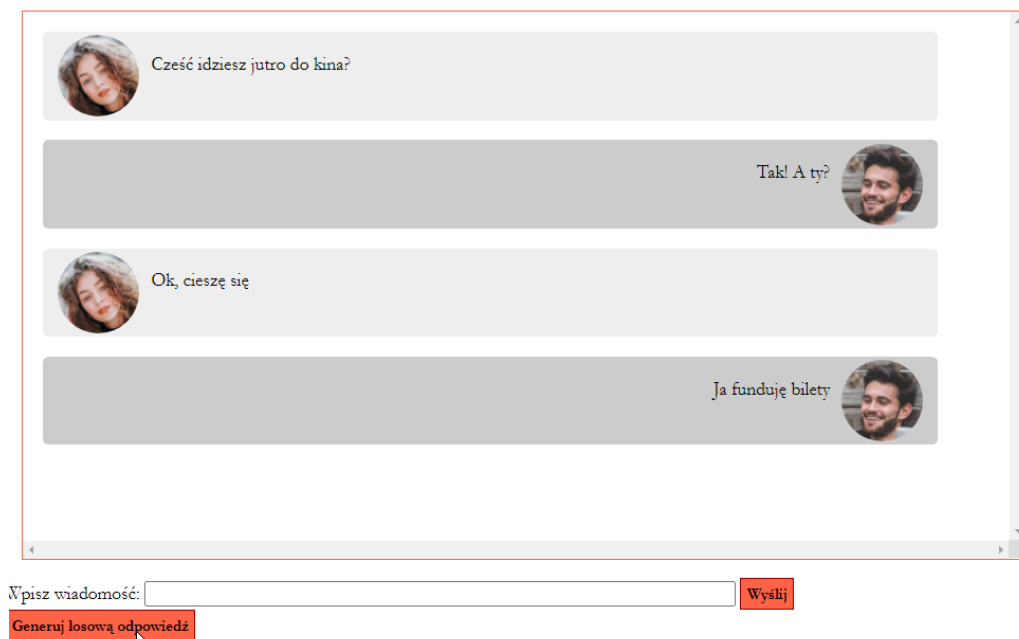 Cześć idziesz jutro do kina?
Tak! A ty?
Ok, cieszę się
Ja funduję bilety
Wpisz wiadomość:
Wyślij
Generuj losową odpowiedź